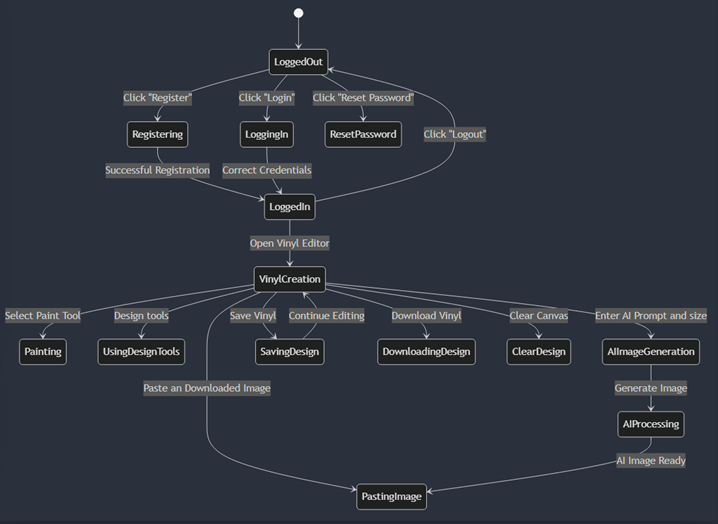 LoggedOut
Click "Register"
Click "Login"
Click "Reset Password"
Registering
LoggingIn
ResetPassword
Click "Logout"
Successful Registration
Correct Credentials
LoggedIn
Open Vinyl Editor
VinylCreation
Select Paint Tool
Design tools
Save Vinyl
Continue Editing
Download Vinyl
Clear Canvas
Enter AI Prompt and size
Painting
UsingDesignTools
SavingDesign
DownloadingDesign
ClearDesign
AIImageGeneration
Paste an Downloaded Image
Generate Image
AIProcessing
AI Image Ready
PastingImage